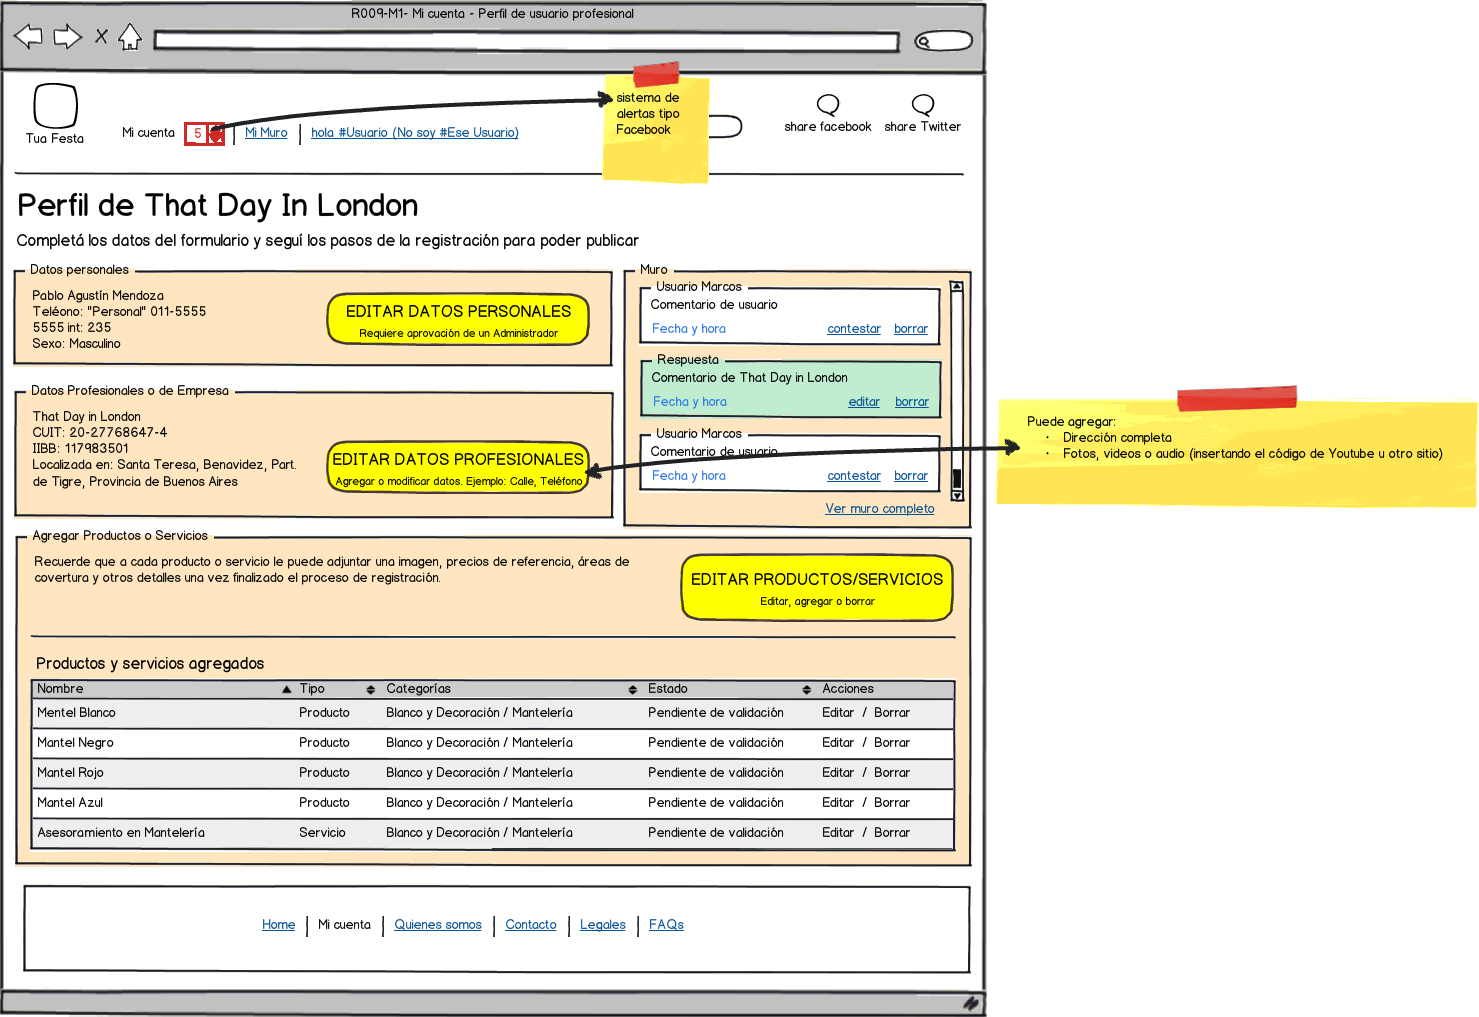 R009-M1- Mi cuenta - Perfil de usuario profesional
Tua Festa
Mi cuenta 5 Mi Muro hola #Usuario (No soy #Ese Usuario)
sistema de
alertas tipo
Facebook
share facebook share Twitter
Perfil de That Day In London
Completá los datos del formulario y seguí los pasos de la registración para poder publicar
Datos personales
Pablo Agustín Mendoza
Teléono: "Personal" 011-5555
5555 int: 235
Sexo: Masculino
EDITAR DATOS PERSONALES
Requiere aprovación de un Administrador
Datos Profesionales o de Empresa
That Day in London
CUIT: 20-27768647-4
IIBB: 117983501
Localizada en: Santa Teresa, Benavidez, Part.
de Tigre, Provincia de Buenos Aires
EDITAR DATOS PROFESIONALES
Agregar o modificar datos. Ejemplo: Calle, Teléfono
Muro
Usuario Marcos
Comentario de usuario
Fecha y hora contestar borrar
Respuesta
Comentario de That Day in London
Fecha y hora editar borrar
Usuario Marcos
Comentario de usuario
Fecha y hora contestar borrar
Ver muro completo
Puede agregar:
· Dirección completa
· Fotos, videos o audio (insertando el código de Youtube u otro sitio)
Agregar Productos o Servicios
Recuerde que a cada producto o servicio le puede adjuntar una imagen, precios de referencia, áreas de
covertura y otros detalles una vez finalizado el proceso de registración.
EDITAR PRODUCTOS/SERVICIOS
Editar, agregar o borrar
Productos y servicios agregados
Nombre Tipo Categorías Estado Acciones
Mentel Blanco Producto Blanco y Decoración / Mantelería Pendiente de validación Editar / Borrar
Mantel Negro Producto Blanco y Decoración / Mantelería Pendiente de validación Editar / Borrar
Mantel Rojo Producto Blanco y Decoración / Mantelería Pendiente de validación Editar / Borrar
Mantel Azul Producto Blanco y Decoración / Mantelería Pendiente de validación Editar / Borrar
Asesoramiento en Mantelería Servicio Blanco y Decoración / Mantelería Pendiente de validación Editar / Borrar
Home Mi cuenta Quienes somos Contacto Legales FAQs